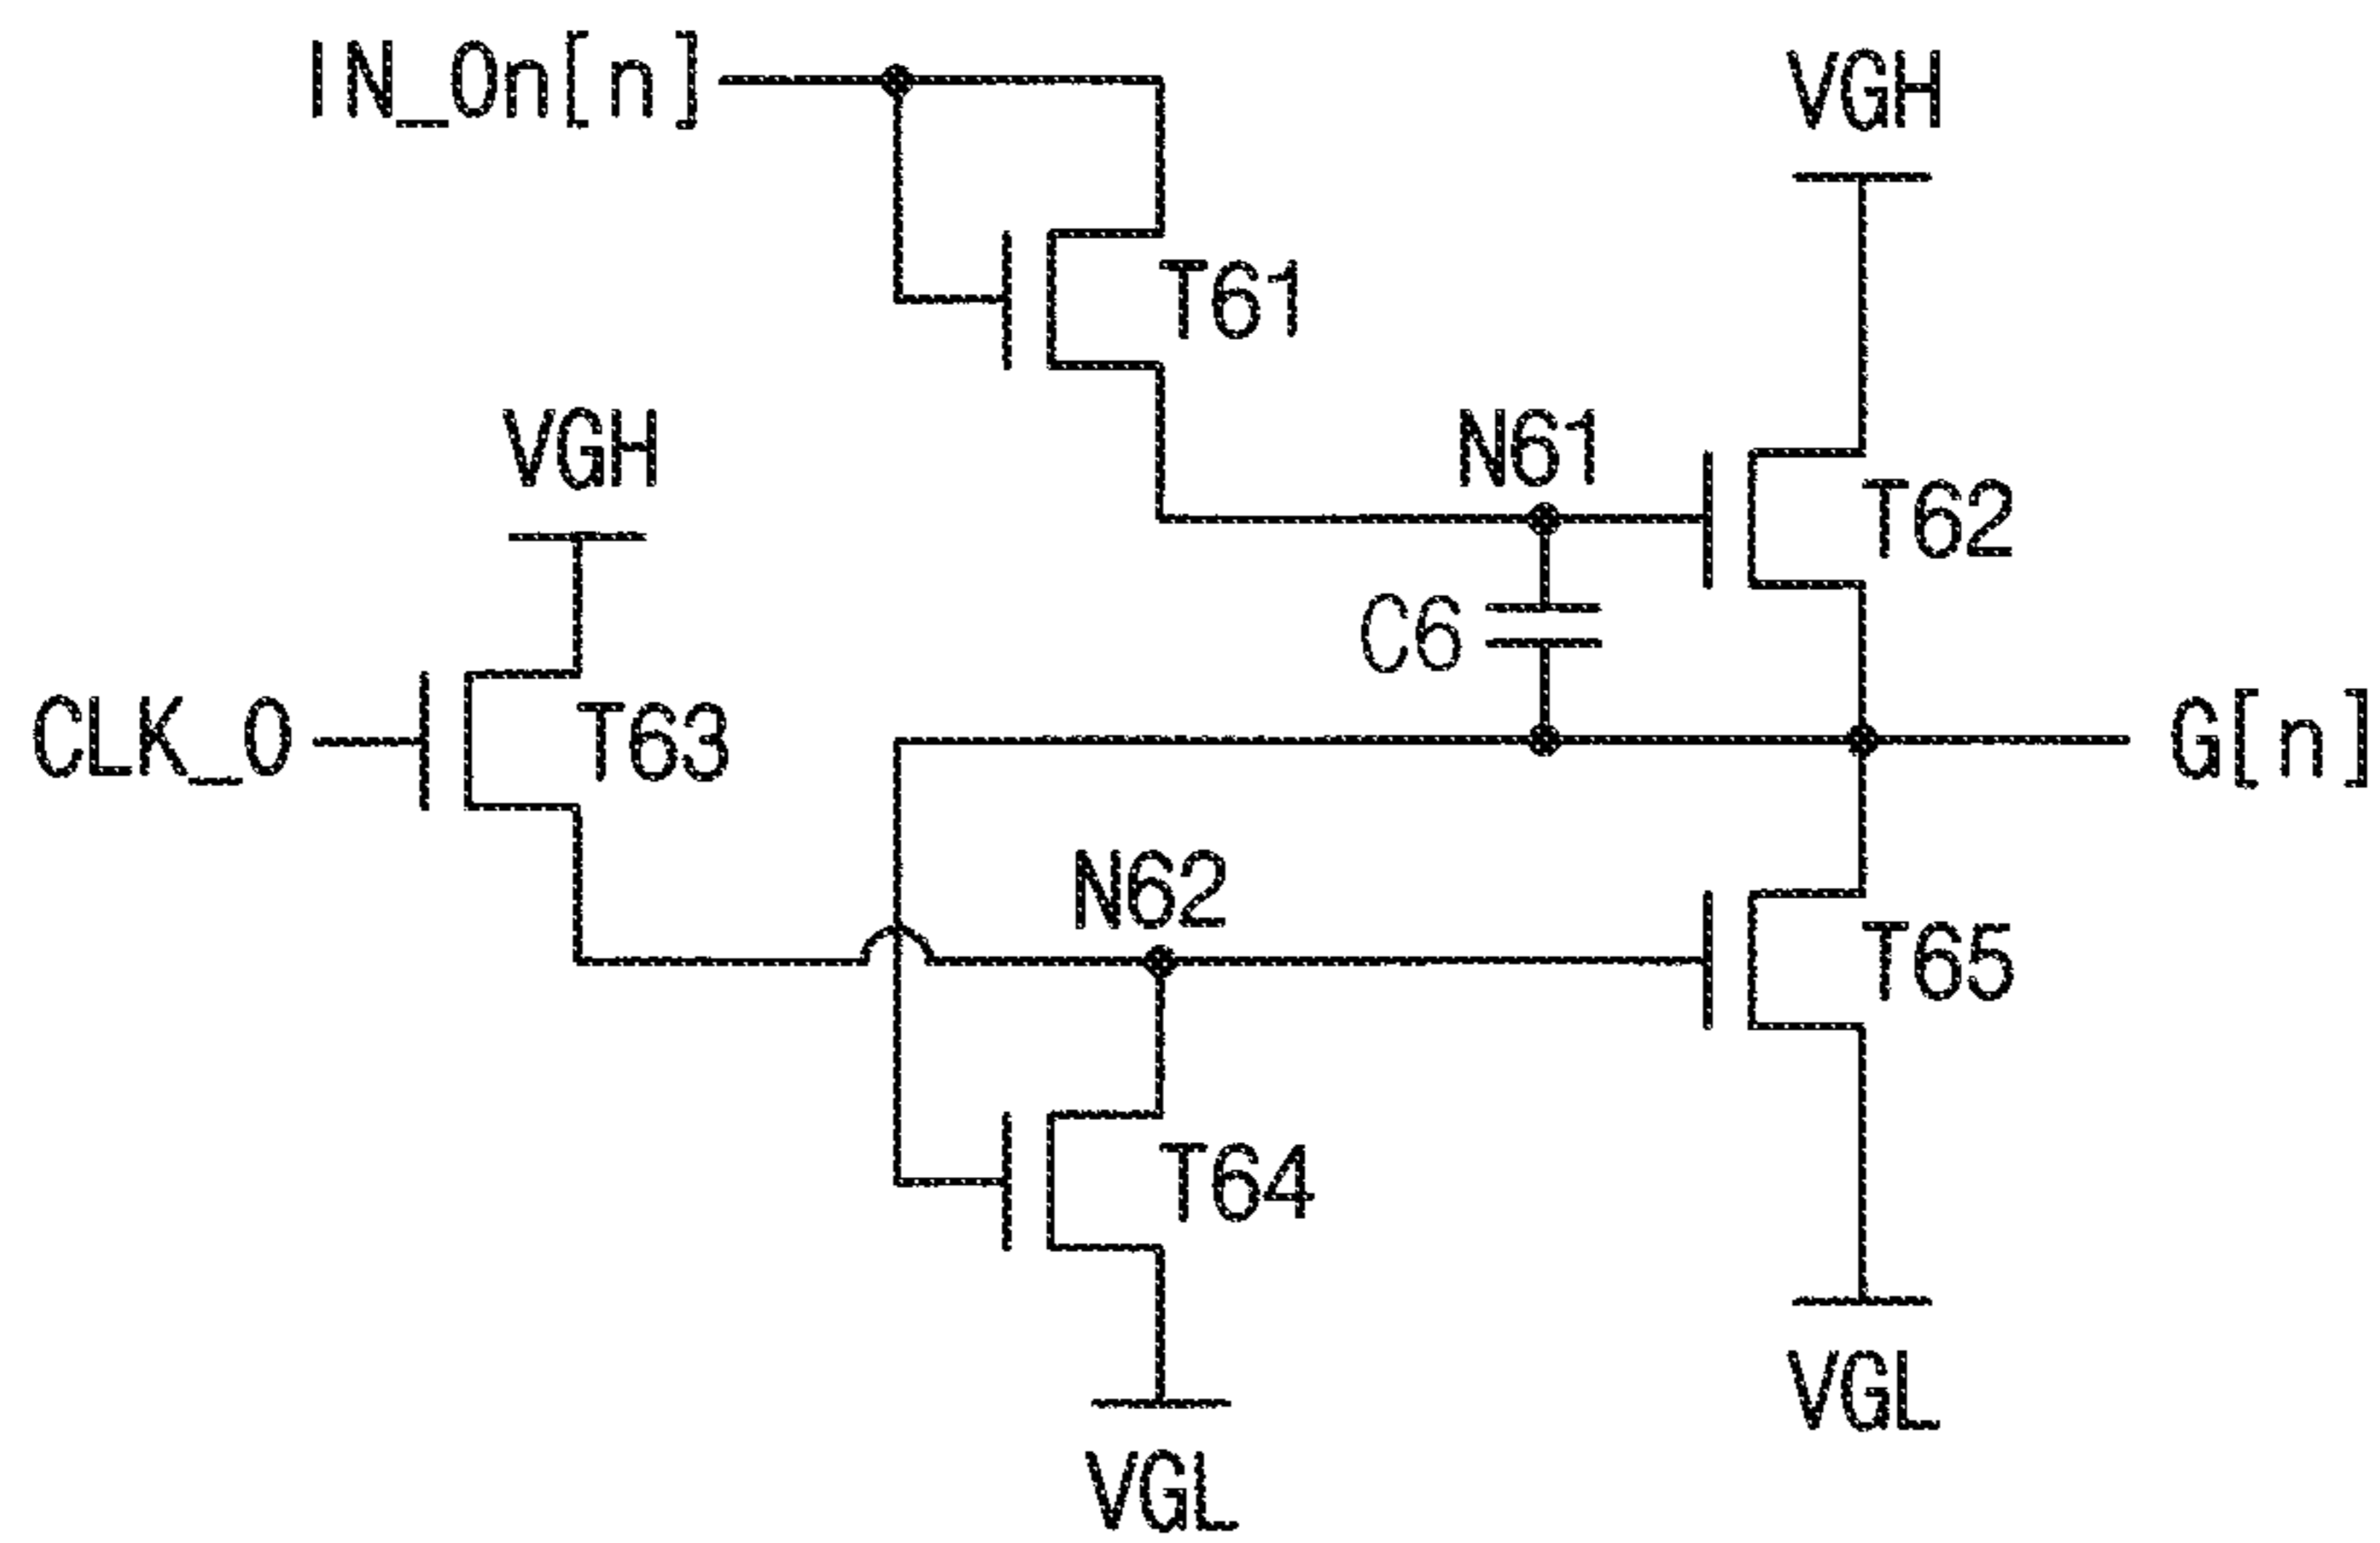 IN_On[n]
VGH
T61
VGH
N61
T62
C6
CLK_O
T63
G[n]
N62
T65
T64
VGL
VGL